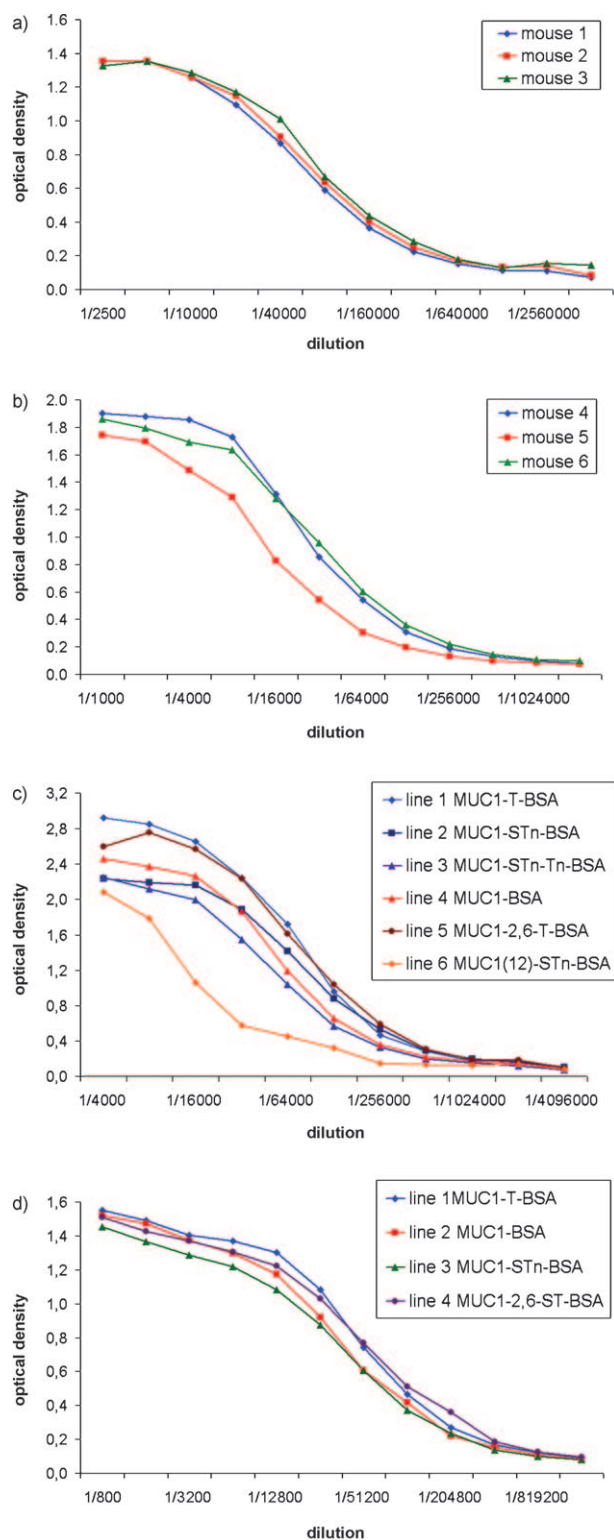 a)
1.6
1.4
1.2
1.0
0.8
0.6
0.4
0.2
0.0
optical density
mouse 1
mouse 2
mouse 3
1/2500 1/10000 1/40000 1/160000 1/640000 1/2560000
dilution
b)
2.0
1.8
1.6
1.4
1.2
1.0
0.8
0.6
0.4
0.2
0.0
optical density
mouse 4
mouse 5
mouse 6
1/1000 1/4000 1/16000 1/64000 1/256000 1/1024000
dilution
c)
3,2
2,8
2,4
2,0
1,6
1,2
0,8
0,4
0,0
optical density
line 1 MUC1-T-BSA
line 2 MUC1-STn-BSA
line 3 MUC1-STn-Tn-BSA
line 4 MUC1-BSA
line 5 MUC1-2,6-T-BSA
line 6 MUC1(12)-STn-BSA
1/4000 1/16000 1/64000 1/256000 1/1024000 1/4096000
dilution
d)
1,6
1,4
1,2
1,0
0,8
0,6
0,4
0,2
0,0
optical density
line 1MUC1-T-BSA
line 2 MUC1-BSA
line 3 MUC1-STn-BSA
line 4 MUC1-2,6-ST-BSA
1/800 1/3200 1/12800 1/51200 1/204800 1/819200
dilution